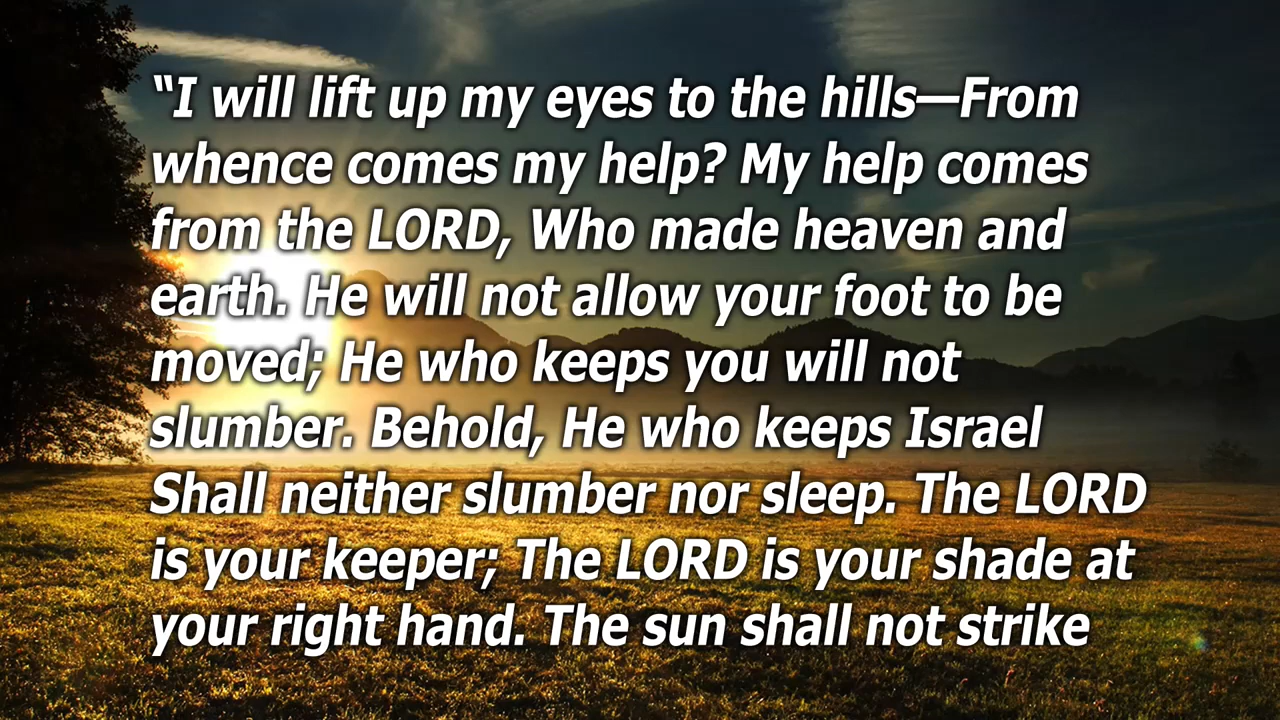 “I will lift up my eyes to the hills—From
whence comes my help? My help comes
from the LORD, Who made heaven and
earth. He will not allow your foot to be
moved; He who keeps you will not
slumber. Behold, He who keeps Israel
Shall neither slumber nor sleep. The LORD
is your keeper; The LORD is your shade at
your right hand. The sun shall not strike